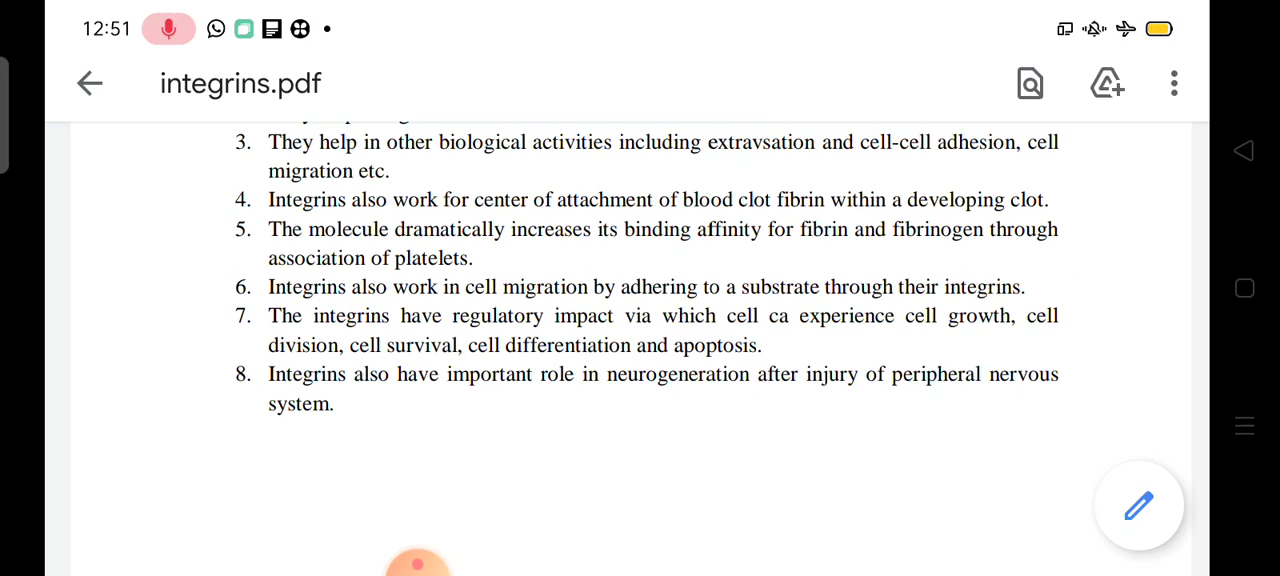 12:51
integrins.pdf
3. They help in other biological activities including extravsation and cell-cell adhesion, cell
migration etc.
4. Integrins also work for center of attachment of blood clot fibrin within a developing clot.
5. The molecule dramatically increases its binding affinity for fibrin and fibrinogen through
association of platelets.
6. Integrins also work in cell migration by adhering to a substrate through their integrins.
7. The integrins have regulatory impact via which cell ca experience cell growth, cell
division, cell survival, cell differentiation and apoptosis.
8. Integrins also have important role in neurogeneration after injury of peripheral nervous
system.